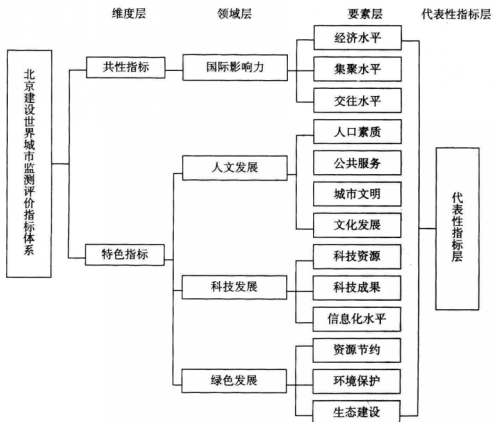 维度层 领域层 要素层 代表性指标层
北京建设世界城市监测评价指标体系
共性指标
特色指标
国际影响力
人文发展
科技发展
绿色发展
经济水平
集聚水平
交往水平
人口素质
公共服务
城市文明
文化发展
科技资源
科技成果
信息化水平
资源节约
环境保护
生态建设
代表性指标层